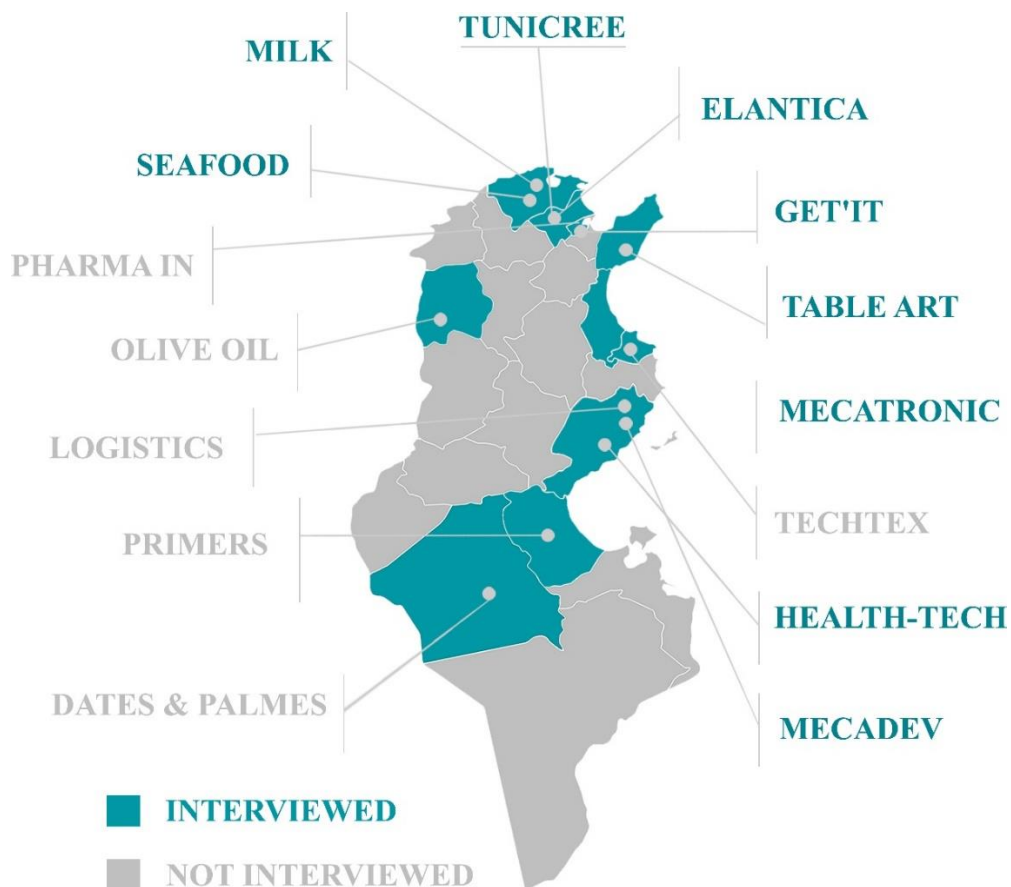 TUNICREE
MILK
ELANTICA
SEAFOOD
GET'IT
PHARMA IN
TABLE ART
OLIVE OIL
MECATRONIC
LOGISTICS
TECHTEX
PRIMERS
HEALTH-TECH
DATES & PALMES
MECADEV
INTERVIEWED
NOT INTERVIEWED